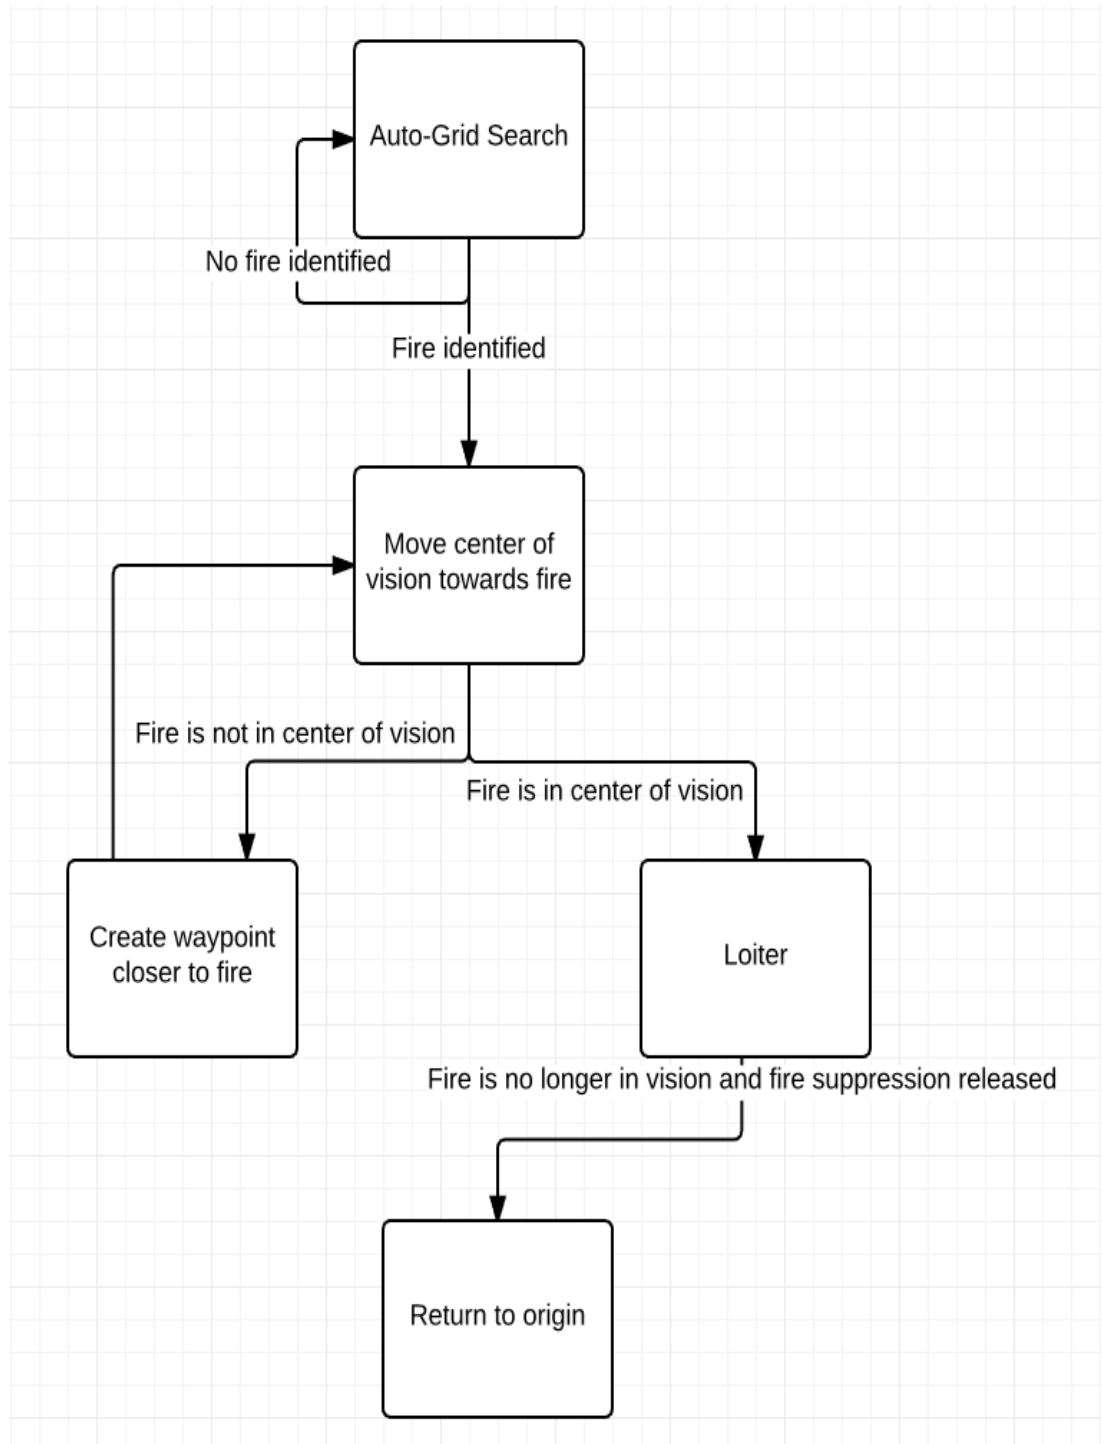 Auto-Grid Search
No fire identified
Fire identified
Move center of
vision towards fire
Fire is not in center of vision
Fire is in center of vision
Create waypoint
closer to fire
Loiter
Fire is no longer in vision and fire suppression released
Return to origin